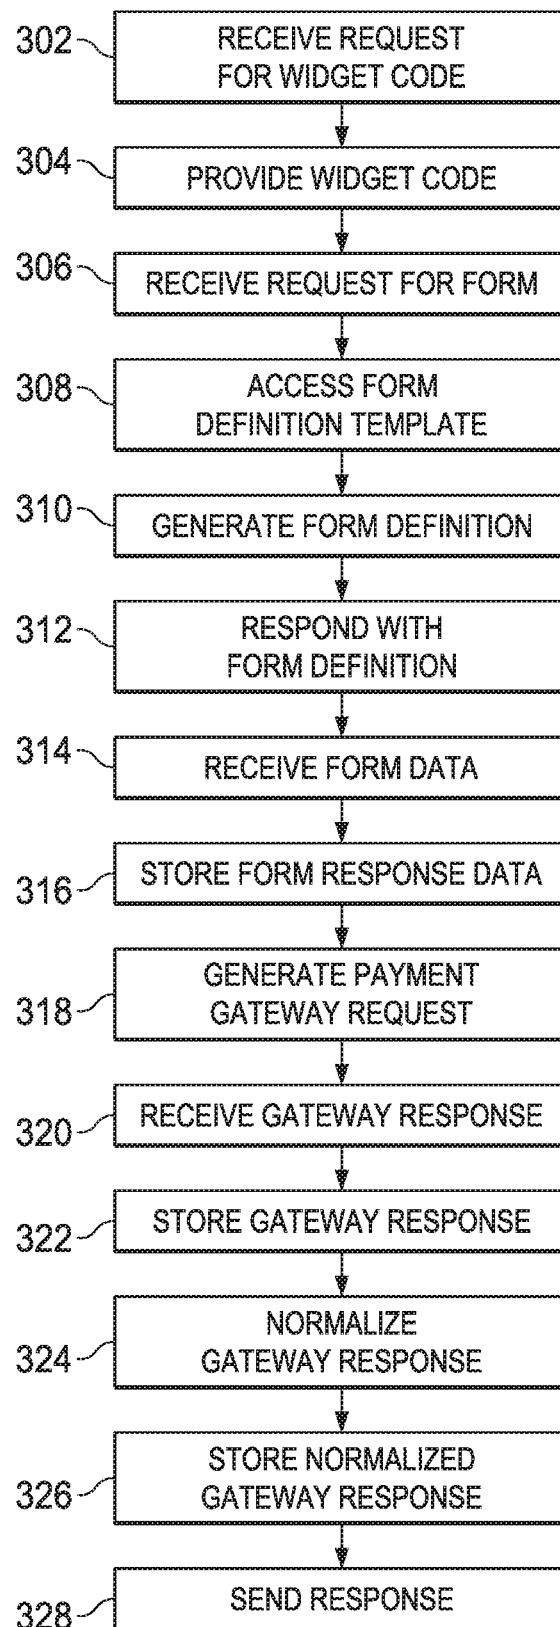 302
RECEIVE REQUEST
FOR WIDGET CODE
304
PROVIDE WIDGET CODE
306
RECEIVE REQUEST FOR FORM
308
ACCESS FORM
DEFINITION TEMPLATE
310
GENERATE FORM DEFINITION
312
RESPOND WITH
FORM DEFINITION
314
RECEIVE FORM DATA
316
STORE FORM RESPONSE DATA
318
GENERATE PAYMENT
GATEWAY REQUEST
320
RECEIVE GATEWAY RESPONSE
322
STORE GATEWAY RESPONSE
324
NORMALIZE
GATEWAY RESPONSE
326
STORE NORMALIZED
GATEWAY RESPONSE
328
SEND RESPONSE